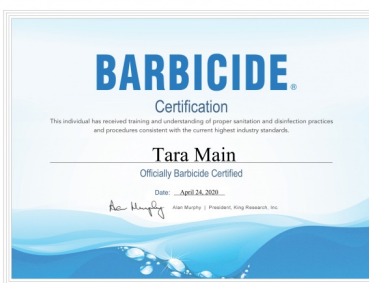 BARBICIDE®
Certification
This individual has received training and understanding of proper sanitation and disinfection practices
and procedures consistent with the current highest industry standards.
Tara Main
Officially Barbicide Certified
Date: April 24, 2020
Alan Murphy | President, King Research, Inc